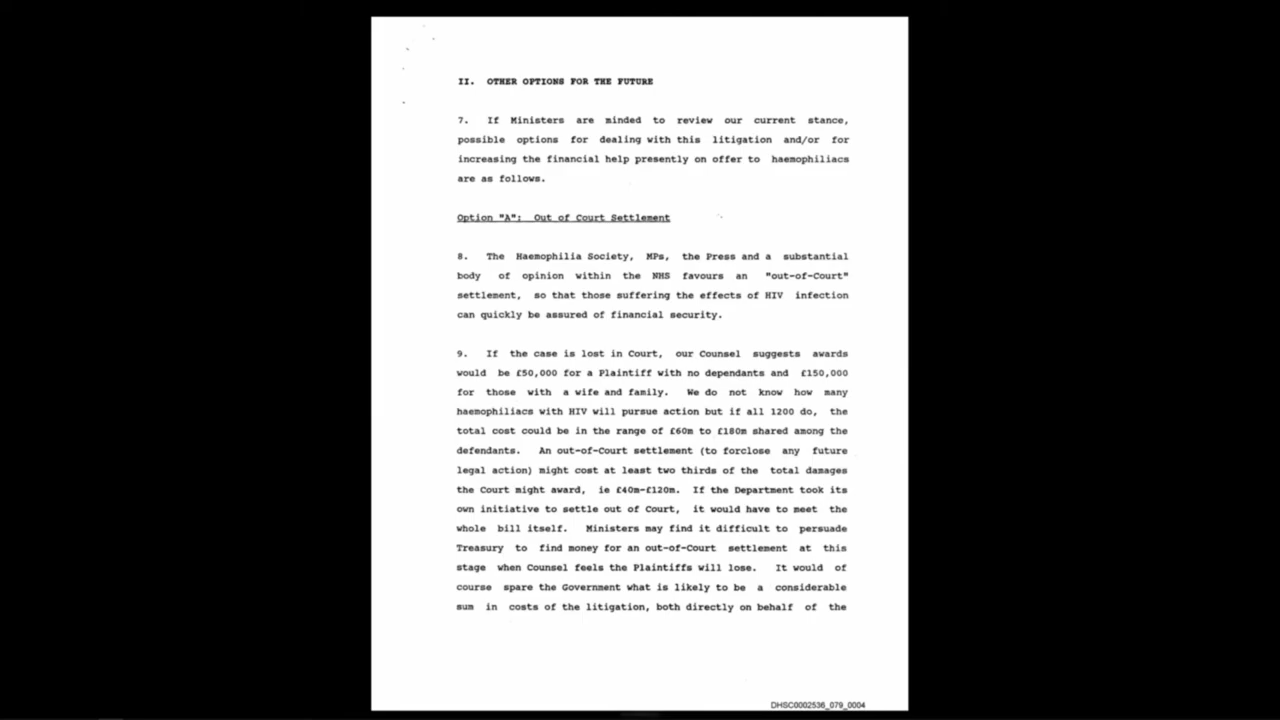 II. OTHER OPTIONS FOR THE FUTURE
7. If Ministers are minded to review our current stance,
possible options for dealing with this litigation and/or for
increasing the financial help presently on offer to haemophiliacs
are as follows.
Option "A": Out of Court Settlement
8. The Haemophilia Society, MPs, the Press and a substantial
body of opinion within the NHS favours an "out-of-Court"
settlement, so that those suffering the effects of HIV infection
can quickly be assured of financial security.
9. If the case is lost in Court, our Counsel suggests awards
would be £50,000 for a Plaintiff with no dependants and £150,000
for those with a wife and family. We do not know how many
haemophiliacs with HIV will pursue action but if all 1200 do, the
total cost could be in the range of £60m to £180m shared among the
defendants. An out-of-Court settlement (to forclose any future
legal action) might cost at least two thirds of the total damages
the Court might award, ie £40m-£120m. If the Department took its
own initiative to settle out of Court, it would have to meet the
whole bill itself. Ministers may find it difficult to persuade
Treasury to find money for an out-of-Court settlement at this
stage when Counsel feels the Plaintiffs will lose. It would of
course spare the Government what is likely to be a considerable
sum in costs of the litigation, both directly on behalf of the
DHSC0002536_079_0004